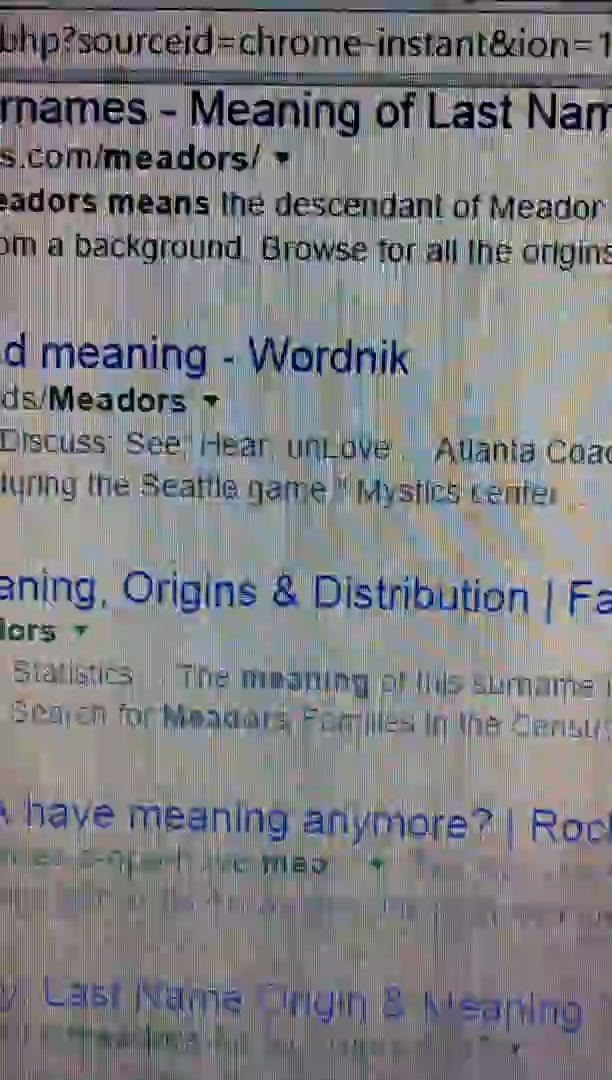 bhp?sourceid=chrome-instant&ion=1
rnames - Meaning of Last Nam
s.com/meadors/
eadors means the descendant of Meador
om a background. Browse for all the origins
d meaning - Wordnik
ds/Meadors
Discuss; See; Hear; unLove. Atlanta Coac
during the Seattle game." Mystics center ...
aning, Origins & Distribution | Fa
dors
Statistics ... The meaning of this surname i
Search for Meadors Families in the Census
A have meaning anymore? | Rock
y: Last Name Origin & Meaning